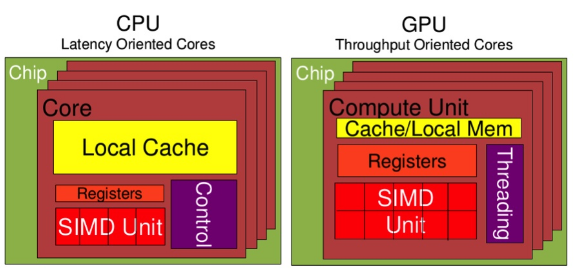 CPU
Latency Oriented Cores
Chip
Core
Local Cache
Registers
SIMD Unit
Control
GPU
Throughput Oriented Cores
Chip
Compute Unit
Cache/Local Mem
Registers
SIMD
Unit
Threading